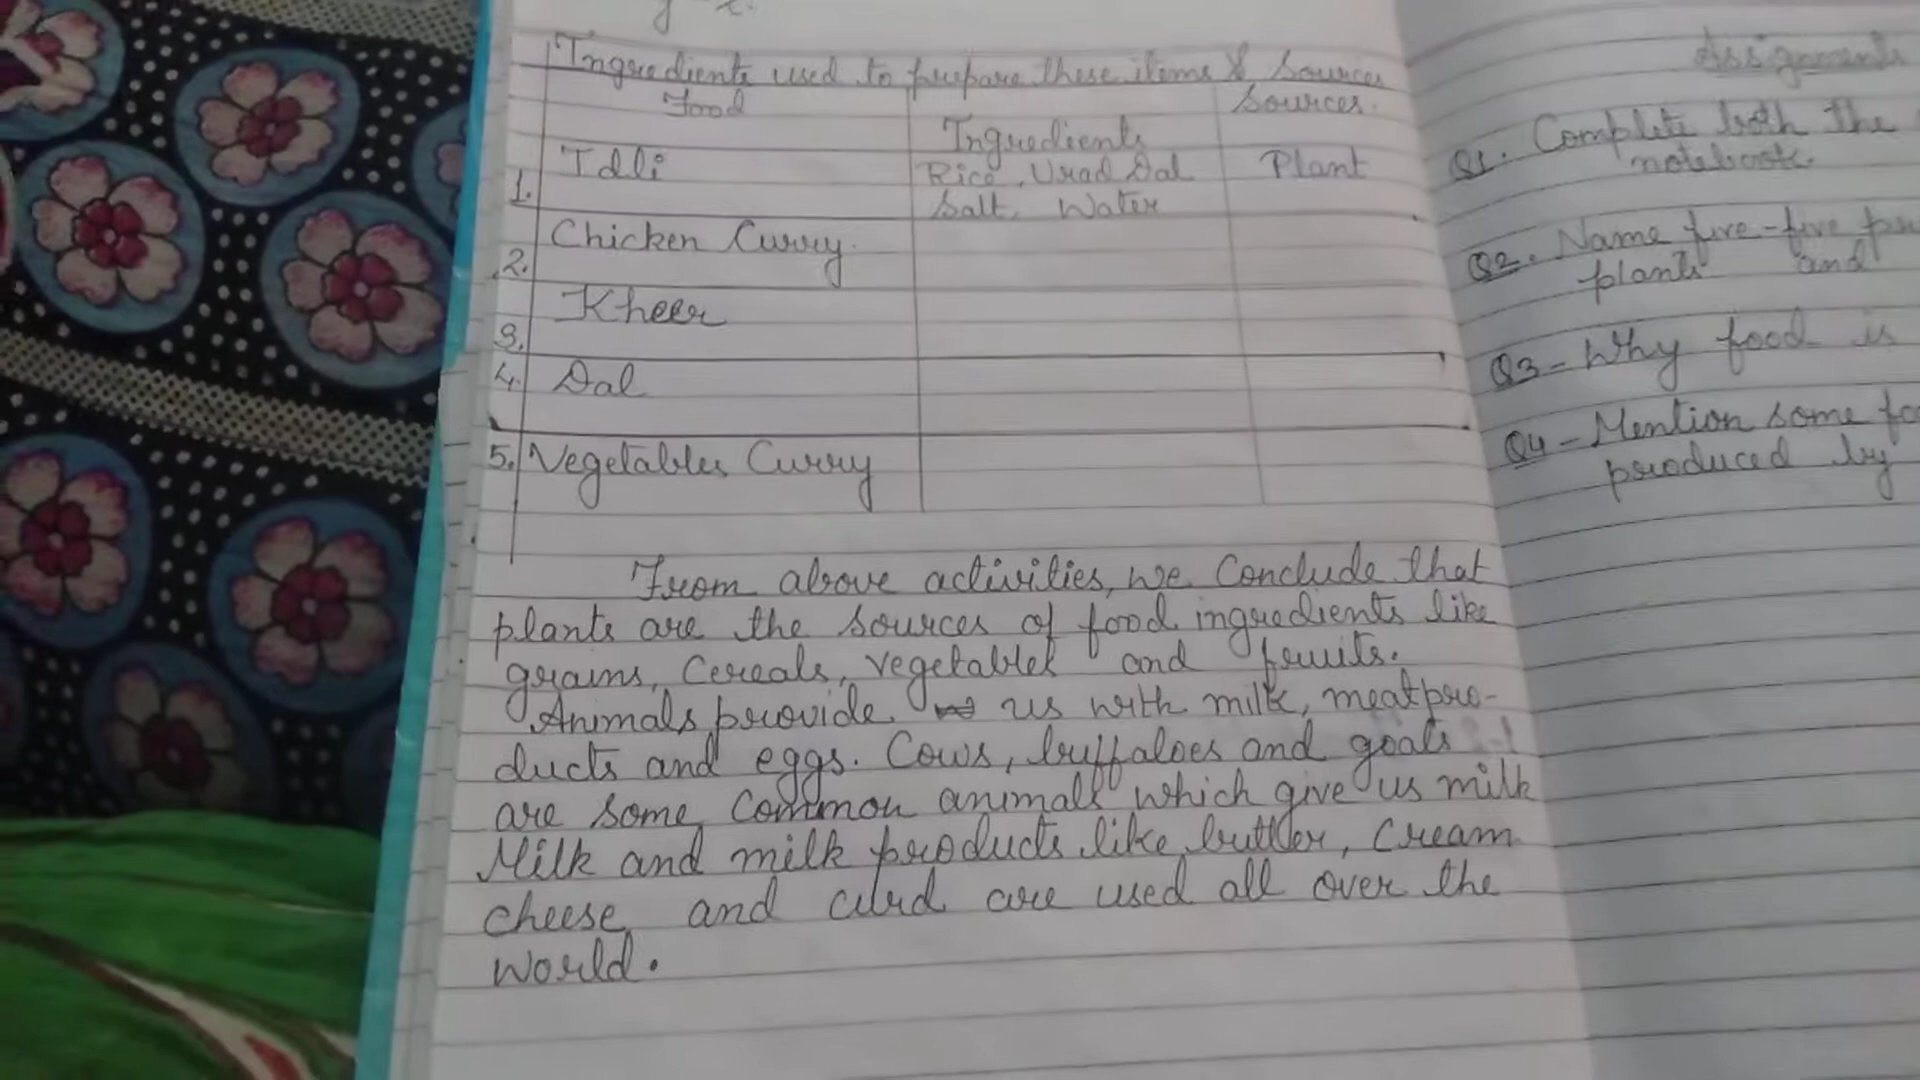 Ingredients used to prepare these items & Sources
Food Ingredients Sources.
1. Idli Rice, Urad Dal Plant
Salt, Water
2. Chicken Curry.
3. Kheer
4. Dal
5. Vegetables Curry
From above activities, we conclude that
plants are the sources of food ingredients like
grains, Cereals, vegetables and fruits.
Animals provide us with milk, meat pro-
ducts and eggs. Cows, buffaloes and goats
are some common animals which give us milk
Milk and milk products like butter, Cream
cheese and curd are used all over the
World.
Assignments
Q1. Complete both the
notebook.
Q2. Name five-five
plants and
Q3 - Why food is
Q4 - Mention some
produced by